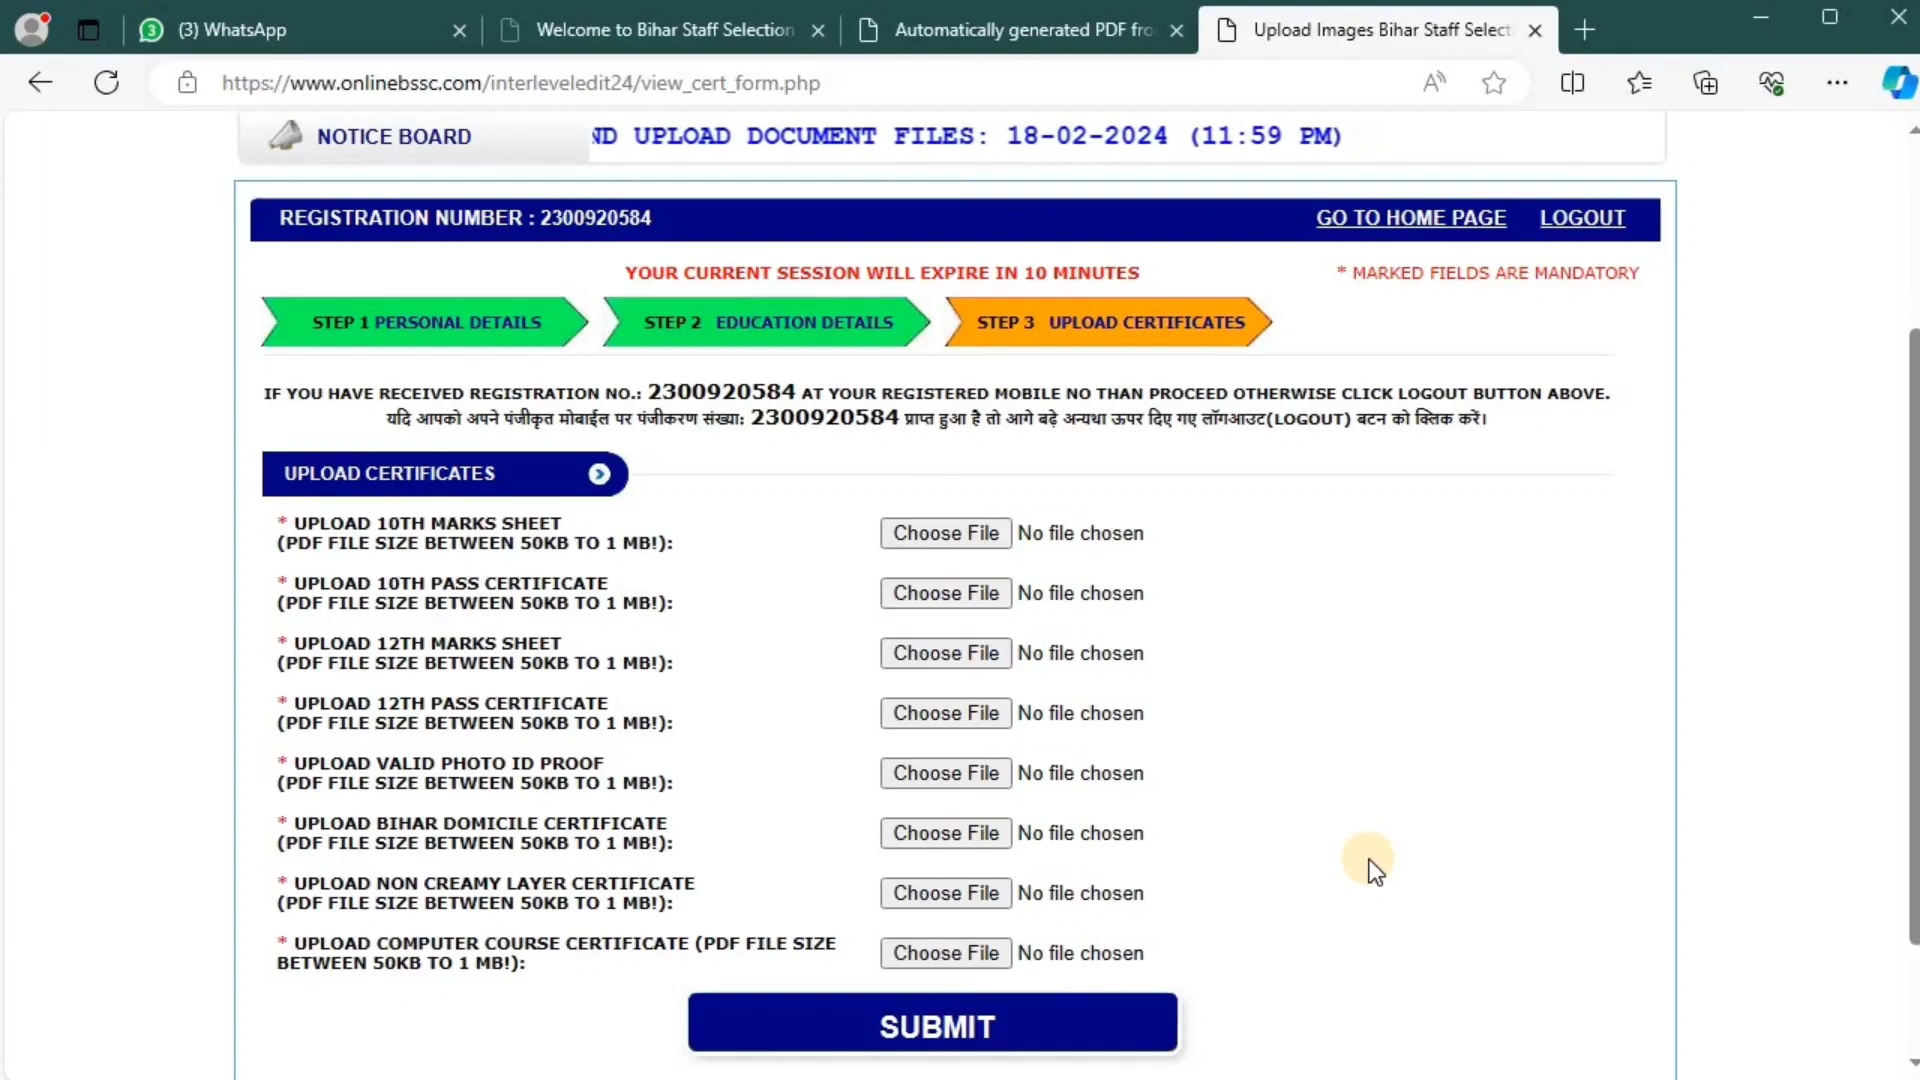 (3) WhatsApp
Welcome to Bihar Staff Selection
Automatically generated PDF fro
Upload Images Bihar Staff Select
https://www.onlinebssc.com/interleveledit24/view_cert_form.php
NOTICE BOARD
ND UPLOAD DOCUMENT FILES: 18-02-2024 (11:59 PM)
REGISTRATION NUMBER : 2300920584
GO TO HOME PAGE
LOGOUT
YOUR CURRENT SESSION WILL EXPIRE IN 10 MINUTES
* MARKED FIELDS ARE MANDATORY
STEP 1 PERSONAL DETAILS
STEP 2 EDUCATION DETAILS
STEP 3 UPLOAD CERTIFICATES
IF YOU HAVE RECEIVED REGISTRATION NO.: 2300920584 AT YOUR REGISTERED MOBILE NO THAN PROCEED OTHERWISE CLICK LOGOUT BUTTON ABOVE.
यदि आपको अपने पंजीकृत मोबाईल पर पंजीकरण संख्या: 2300920584 प्राप्त हुआ है तो आगे बढ़े अन्यथा ऊपर दिए गए लॉगआउट(LOGOUT) बटन को क्लिक करें।
UPLOAD CERTIFICATES
* UPLOAD 10TH MARKS SHEET
(PDF FILE SIZE BETWEEN 50KB TO 1 MB!):
Choose File No file chosen
* UPLOAD 10TH PASS CERTIFICATE
(PDF FILE SIZE BETWEEN 50KB TO 1 MB!):
Choose File No file chosen
* UPLOAD 12TH MARKS SHEET
(PDF FILE SIZE BETWEEN 50KB TO 1 MB!):
Choose File No file chosen
* UPLOAD 12TH PASS CERTIFICATE
(PDF FILE SIZE BETWEEN 50KB TO 1 MB!):
Choose File No file chosen
* UPLOAD VALID PHOTO ID PROOF
(PDF FILE SIZE BETWEEN 50KB TO 1 MB!):
Choose File No file chosen
* UPLOAD BIHAR DOMICILE CERTIFICATE
(PDF FILE SIZE BETWEEN 50KB TO 1 MB!):
Choose File No file chosen
* UPLOAD NON CREAMY LAYER CERTIFICATE
(PDF FILE SIZE BETWEEN 50KB TO 1 MB!):
Choose File No file chosen
* UPLOAD COMPUTER COURSE CERTIFICATE (PDF FILE SIZE
BETWEEN 50KB TO 1 MB!):
Choose File No file chosen
SUBMIT